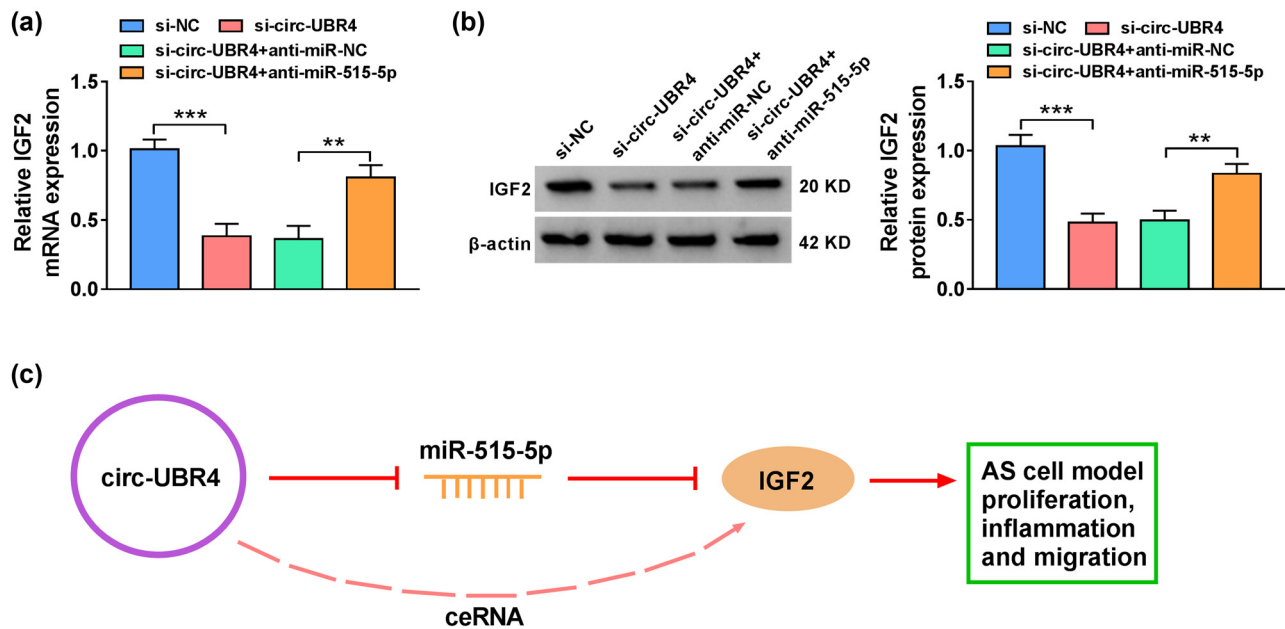 (a)
si-NC si-circ-UBR4
si-circ-UBR4+anti-miR-NC
si-circ-UBR4+anti-miR-515-5p
Relative IGF2
mRNA expression
1.5
1.0
0.5
0.0
***
**
(b)
si-NC
si-circ-UBR4
si-circ-UBR4+
anti-miR-NC
si-circ-UBR4+
anti-miR-515-5p
IGF2
20 KD
β-actin
42 KD
si-NC si-circ-UBR4
si-circ-UBR4+anti-miR-NC
si-circ-UBR4+anti-miR-515-5p
Relative IGF2
protein expression
1.5
1.0
0.5
0.0
***
**
(c)
circ-UBR4
miR-515-5p
IGF2
AS cell model
proliferation,
inflammation
and migration
ceRNA